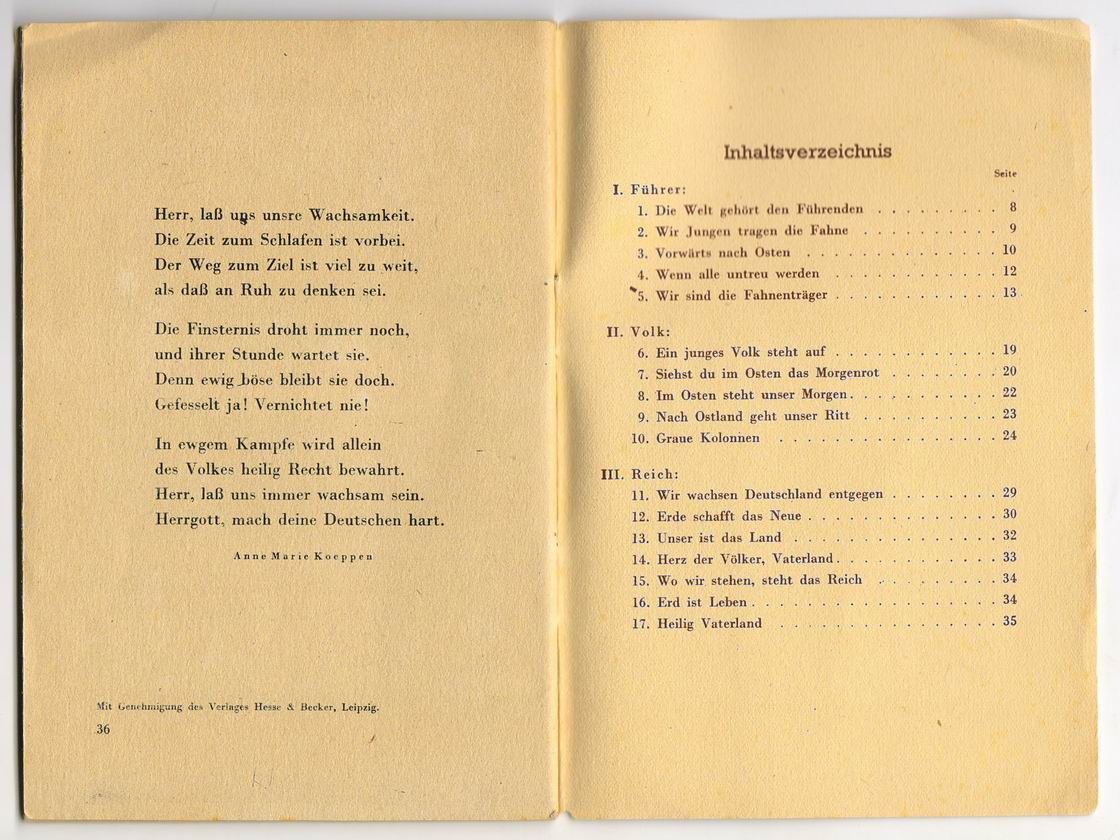 Herr, laß uns unsre Wachsamkeit.
Die Zeit zum Schlafen ist vorbei.
Der Weg zum Ziel ist viel zu weit,
als daß an Ruh zu denken sei.
Die Finsternis droht immer noch,
und ihrer Stunde wartet sie.
Denn ewig böse bleibt sie doch.
Gefesselt ja! Vernichtet nie!
In ewgem Kampfe wird allein
des Volkes heilig Recht bewahrt.
Herr, laß uns immer wachsam sein.
Herrgott, mach deine Deutschen hart.
Anne Marie Koeppen
Mit Genehmigung des Verlages Hesse & Becker, Leipzig.
36
Inhaltsverzeichnis
Seite
I. Führer:
1. Die Welt gehört den Führenden . . . . . . . . . 8
2. Wir Jungen tragen die Fahne . . . . . . . . . . 9
3. Vorwärts nach Osten . . . . . . . . . . . . . . 10
4. Wenn alle untreu werden . . . . . . . . . . . . 12
5. Wir sind die Fahnenträger . . . . . . . . . . . . 13
II. Volk:
6. Ein junges Volk steht auf . . . . . . . . . . . . 19
7. Siehst du im Osten das Morgenrot . . . . . . . . 20
8. Im Osten steht unser Morgen . . . . . . . . . . . 22
9. Nach Ostland geht unser Ritt . . . . . . . . . . 23
10. Graue Kolonnen . . . . . . . . . . . . . . . . 24
III. Reich:
11. Wir wachsen Deutschland entgegen . . . . . . . . 29
12. Erde schafft das Neue . . . . . . . . . . . . . . 30
13. Unser ist das Land . . . . . . . . . . . . . . . 32
14. Herz der Völker, Vaterland . . . . . . . . . . . . 33
15. Wo wir stehen, steht das Reich . . . . . . . . . 34
16. Erd ist Leben . . . . . . . . . . . . . . . . . . 34
17. Heilig Vaterland . . . . . . . . . . . . . . . . 35